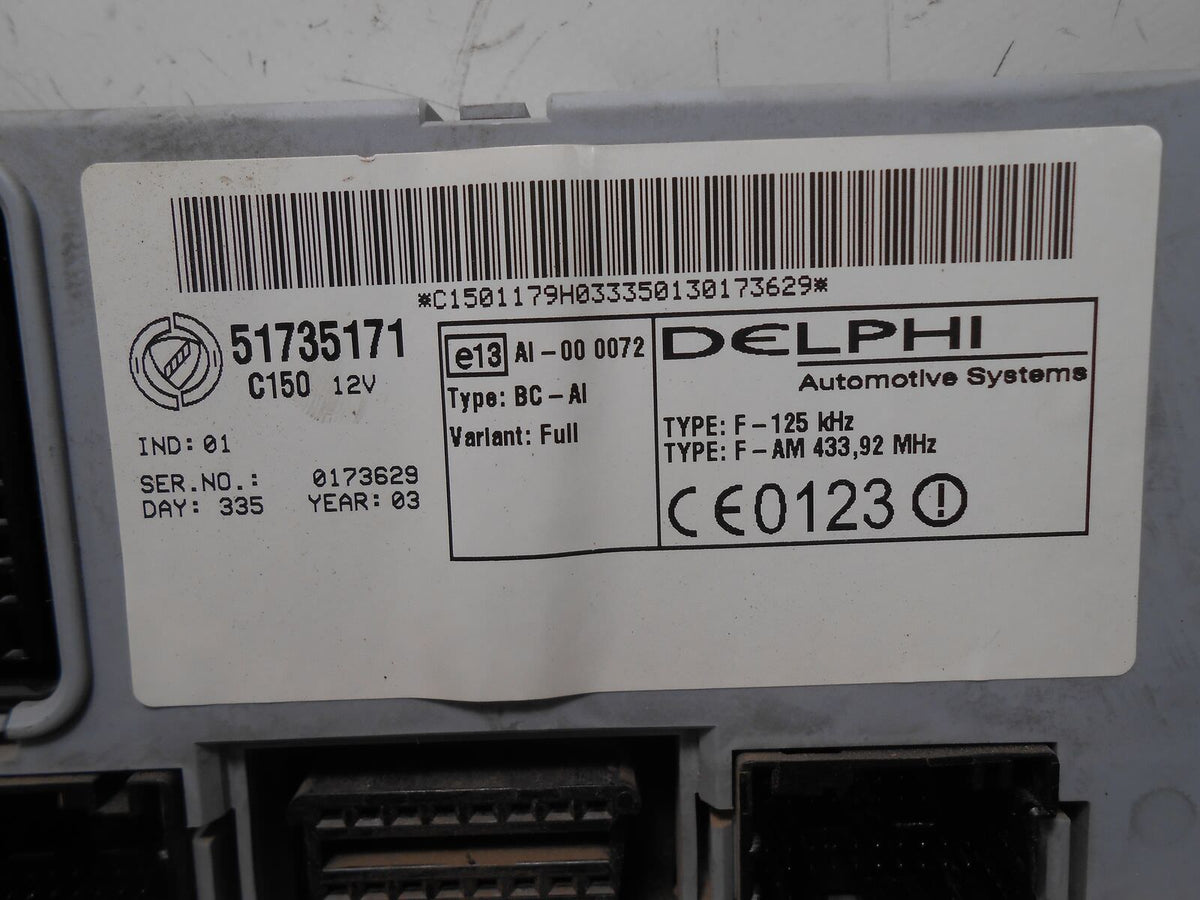 *C1501179H033350130173629*
51735171
C150 12V
IND: 01
SER.NO.: 0173629
DAY: 335 YEAR: 03
e13 AI-00 0072
Type: BC-AI
Variant: Full
DELPHI
Automotive Systems
TYPE: F-125 kHz
TYPE: F-AM 433,92 MHz
CE0123